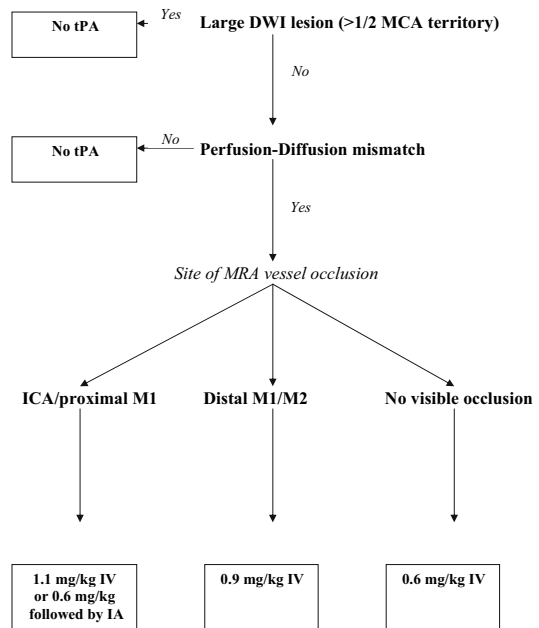 Yes
No tPA
Large DWI lesion (>1/2 MCA territory)
No
No
No tPA
Perfusion-Diffusion mismatch
Yes
Site of MRA vessel occlusion
ICA/proximal M1
Distal M1/M2
No visible occlusion
1.1 mg/kg IV
or 0.6 mg/kg
followed by IA
0.9 mg/kg IV
0.6 mg/kg IV